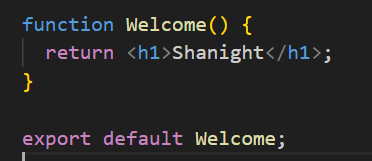 function Welcome() {
  return <h1>Shanight</h1>;
}

export default Welcome;